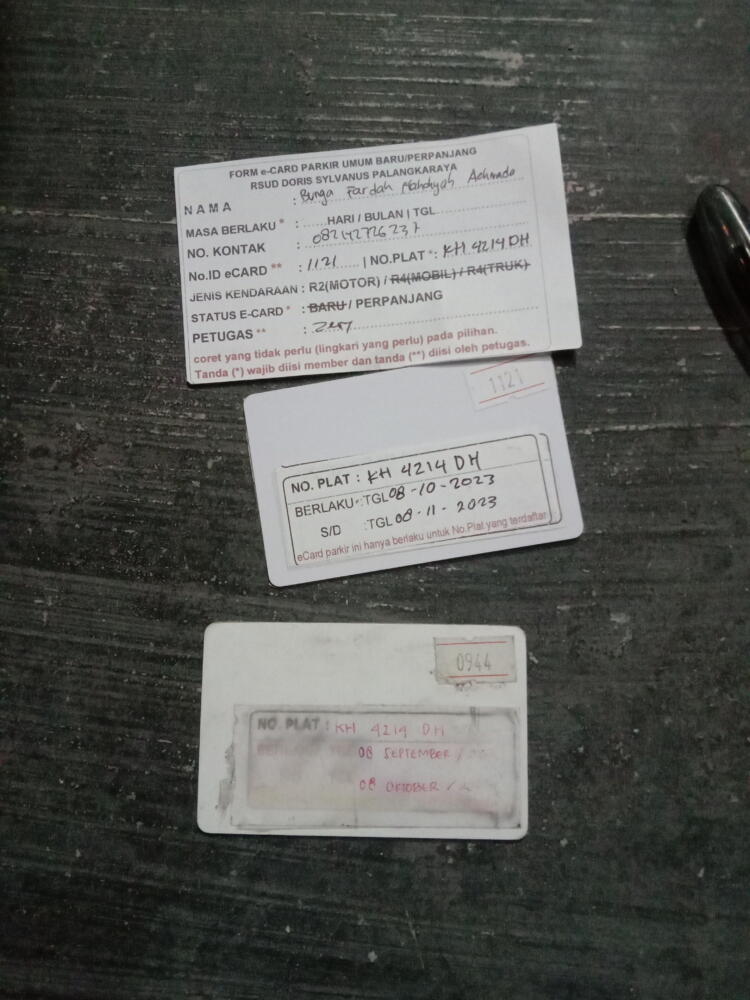 FORM e-CARD PARKIR UMUM BARU/PERPANJANG
RSUD DORIS SYLVANUS PALANGKARAYA
NAMA : Bunga Fardah Mahdiyah Achmada
MASA BERLAKU * : ...... HARI / BULAN | TGL
NO. KONTAK : 082142726237
No.ID eCARD ** : 1121 | NO.PLAT * : KH 4214 DH
JENIS KENDARAAN : R2(MOTOR) / R4(MOBIL) / R4(TRUK)
STATUS E-CARD * : BARU / PERPANJANG
PETUGAS ** :
coret yang tidak perlu (lingkari yang perlu) pada pilihan.
Tanda (*) wajib diisi member dan tanda (**) diisi oleh petugas.
1121
NO. PLAT : KH 4214 DH
BERLAKU : TGL 08-10-2023
S/D : TGL 08-11-2023
eCard parkir ini hanya berlaku untuk No.Plat yang terdaftar
0944
NO. PLAT : KH 4214 DH
08 SEPTEMBER /
08 OKTOBER /